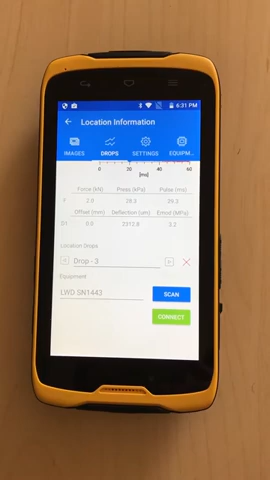 6:31 PM
Location Information
IMAGES DROPS SETTINGS EQUIPM...
0 20 40 60
[ms]
Force (kN) Press (kPa) Pulse (ms)
F 2.0 28.3 29.3
Offset (mm) Deflection (um) Emod (MPa)
D1 0.0 2312.8 3.2
Location Drops
Drop - 3
Equipment
LWD SN1443 SCAN
CONNECT